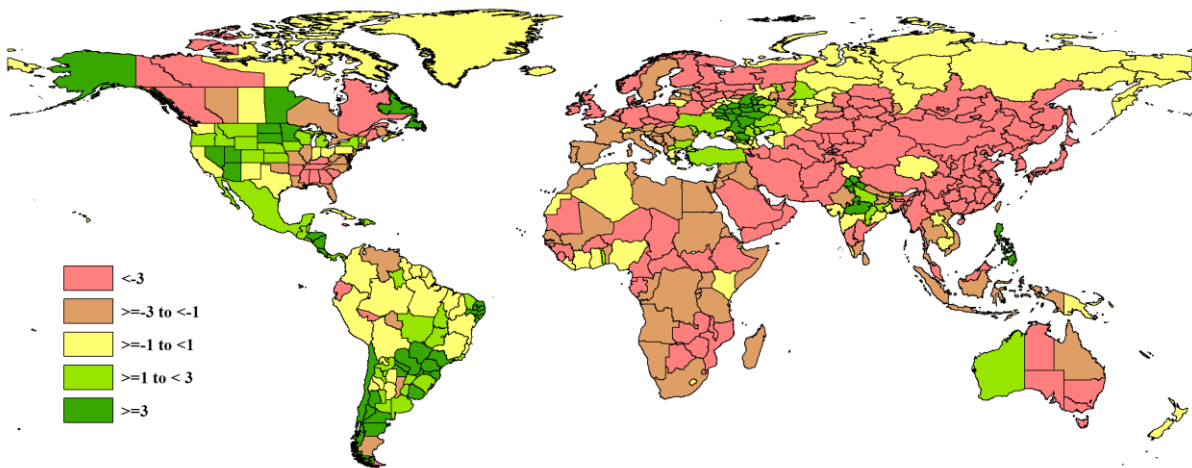 <-3
>=-3 to <-1
>=-1 to <1
>=1 to < 3
>=3